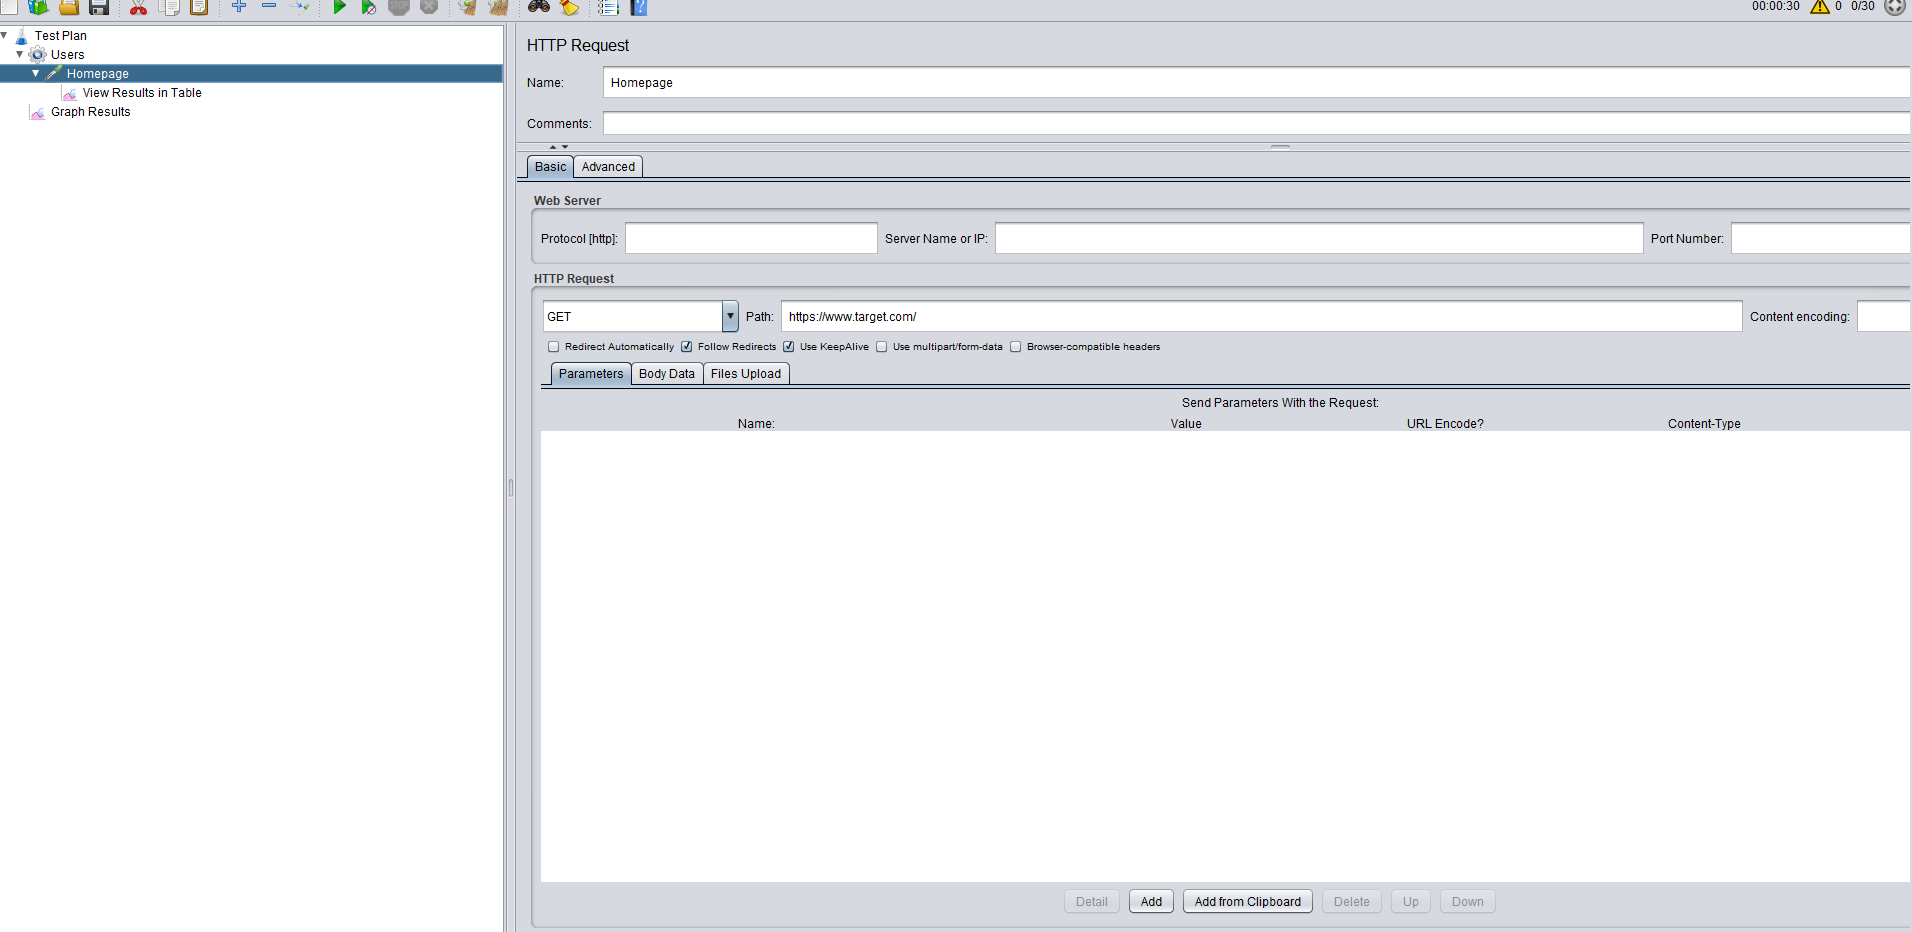 00:00:30 0 0/30
Test Plan
Users
Homepage
View Results in Table
Graph Results
HTTP Request
Name: Homepage
Comments:
Basic Advanced
Web Server
Protocol [http]: Server Name or IP: Port Number:
HTTP Request
GET Path: https://www.target.com/ Content encoding:
Redirect Automatically Follow Redirects Use KeepAlive Use multipart/form-data Browser-compatible headers
Parameters Body Data Files Upload
Send Parameters With the Request:
Name: Value URL Encode? Content-Type
Detail Add Add from Clipboard Delete Up Down